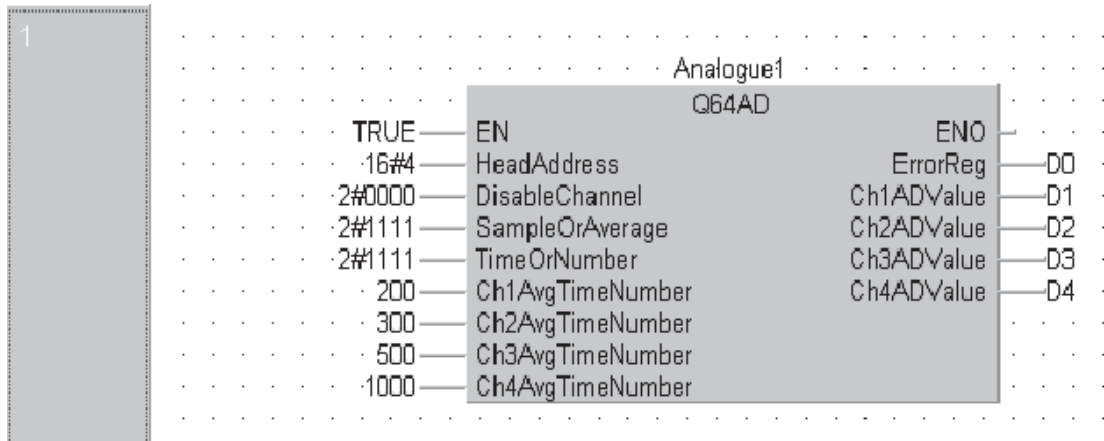 1
Analogue1
Q64AD
TRUE EN ENO
16#4 HeadAddress ErrorReg D0
2#0000 DisableChannel Ch1ADValue D1
2#1111 SampleOrAverage Ch2ADValue D2
2#1111 TimeOrNumber Ch3ADValue D3
200 Ch1AvgTimeNumber Ch4ADValue D4
300 Ch2AvgTimeNumber
500 Ch3AvgTimeNumber
1000 Ch4AvgTimeNumber